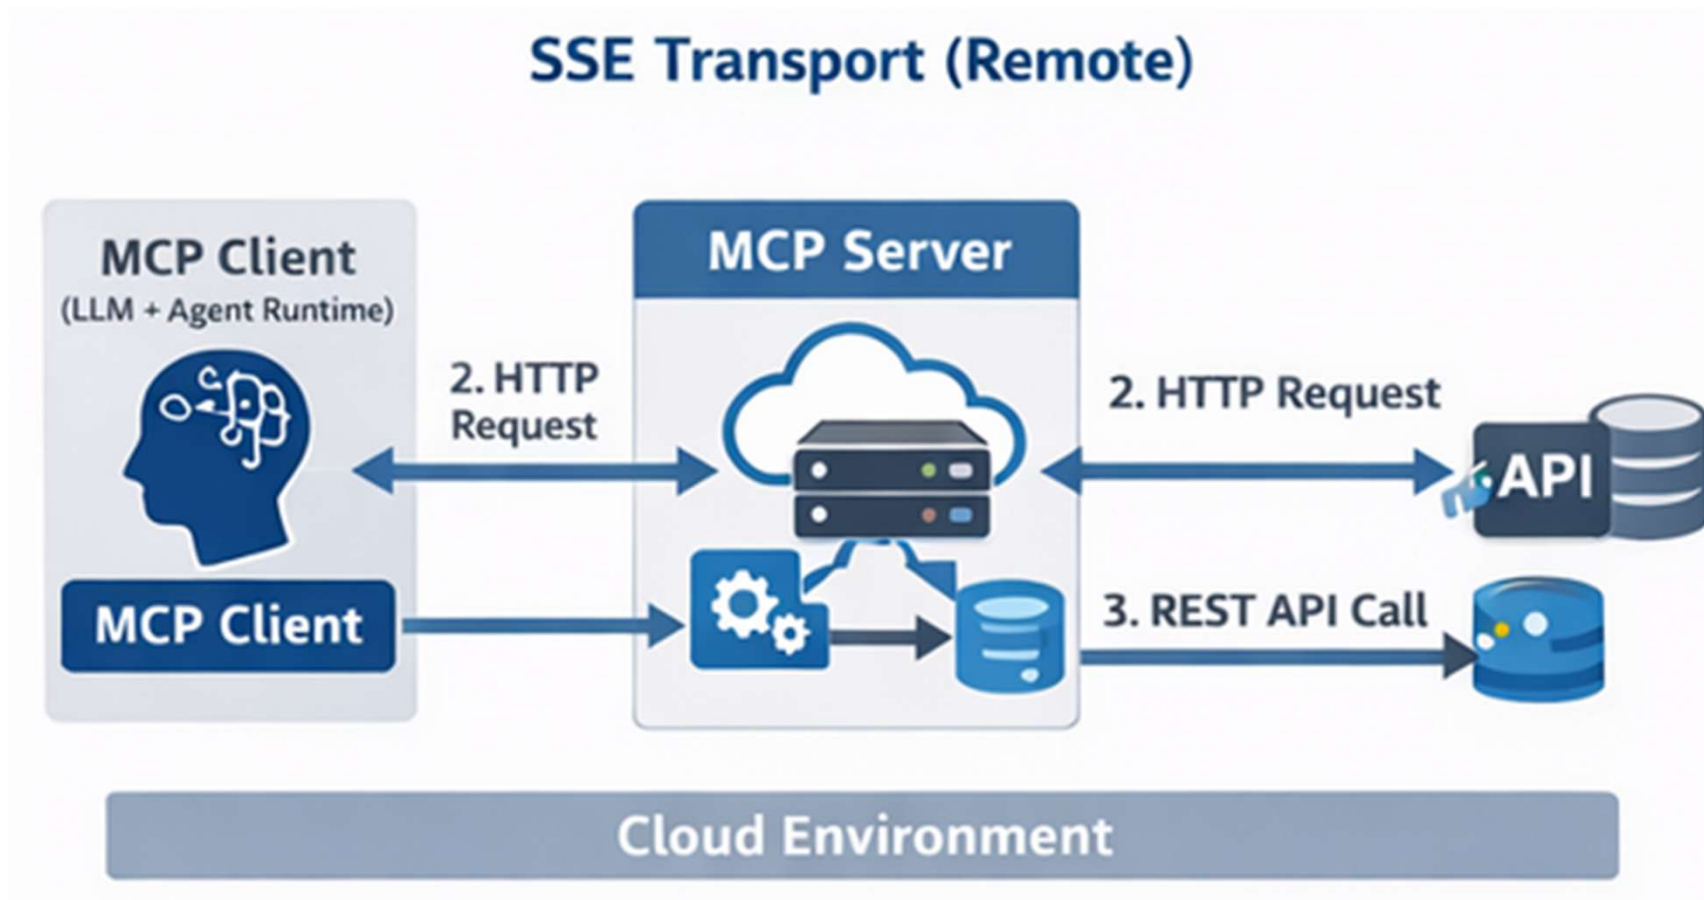 SSE Transport (Remote)
MCP Client
(LLM + Agent Runtime)
MCP Client
2. HTTP
Request
MCP Server
2. HTTP Request
API
3. REST API Call
Cloud Environment